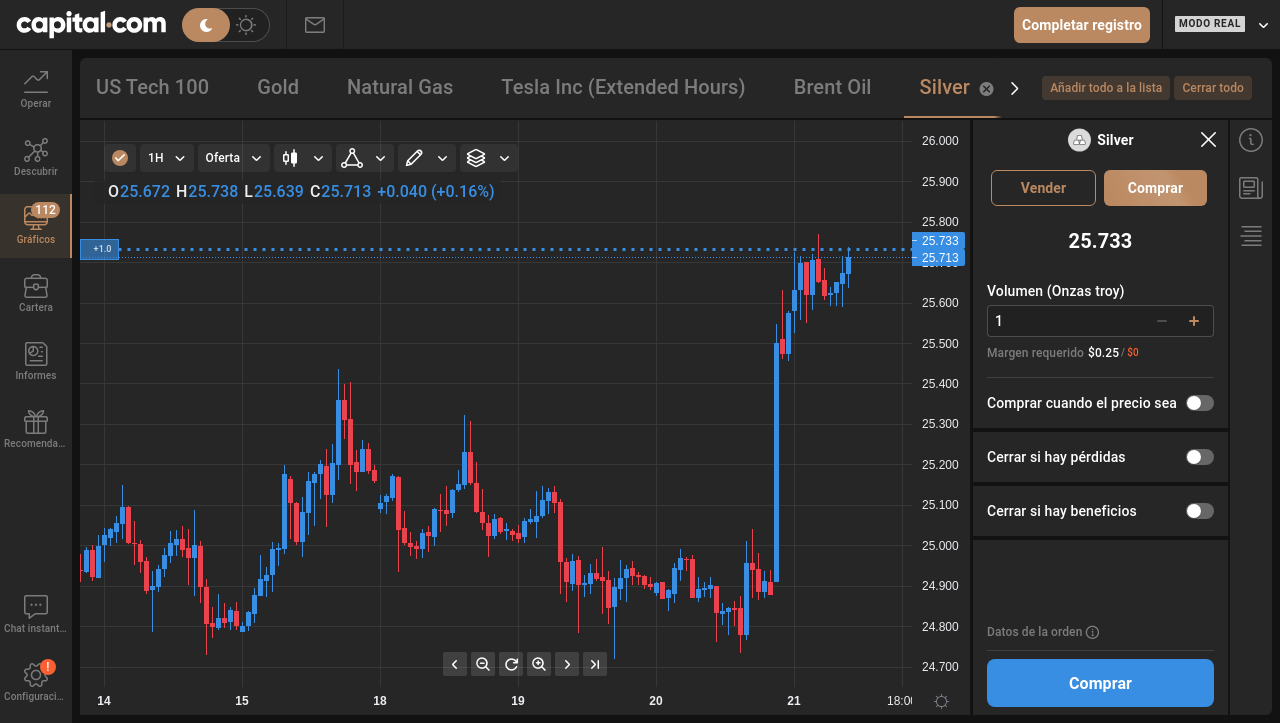 capital.com
Completar registro
MODO REAL
Operar
Descubrir
112
Gráficos
Cartera
Informes
Recomenda...
Chat instant...
!
Configuraci...
US Tech 100
Gold
Natural Gas
Tesla Inc (Extended Hours)
Brent Oil
Silver
Añadir todo a la lista
Cerrar todo
1H
Oferta
O25.672 H25.738 L25.639 C25.713 +0.040 (+0.16%)
+1.0
26.000
25.900
25.800
25.733
25.713
25.600
25.500
25.400
25.300
25.200
25.100
25.000
24.900
24.800
24.700
14 15 18 19 20 21 18:00
Silver
Vender
Comprar
25.733
Volumen (Onzas troy)
1
Margen requerido $0.25 / $0
Comprar cuando el precio sea
Cerrar si hay pérdidas
Cerrar si hay beneficios
Datos de la orden
Comprar